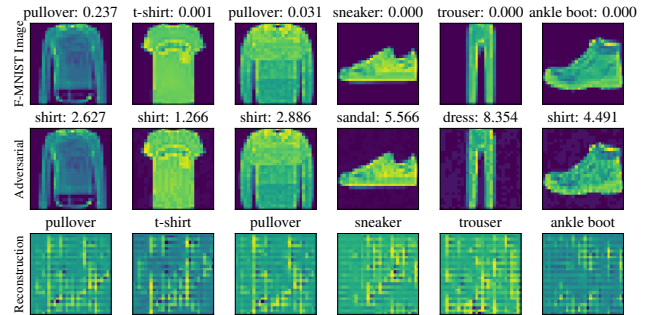 pullover: 0.237 t-shirt: 0.001 pullover: 0.031 sneaker: 0.000 trouser: 0.000 ankle boot: 0.000
F-MNIST Image
shirt: 2.627 shirt: 1.266 shirt: 2.886 sandal: 5.566 dress: 8.354 shirt: 4.491
Adversarial
pullover t-shirt pullover sneaker trouser ankle boot
Reconstruction